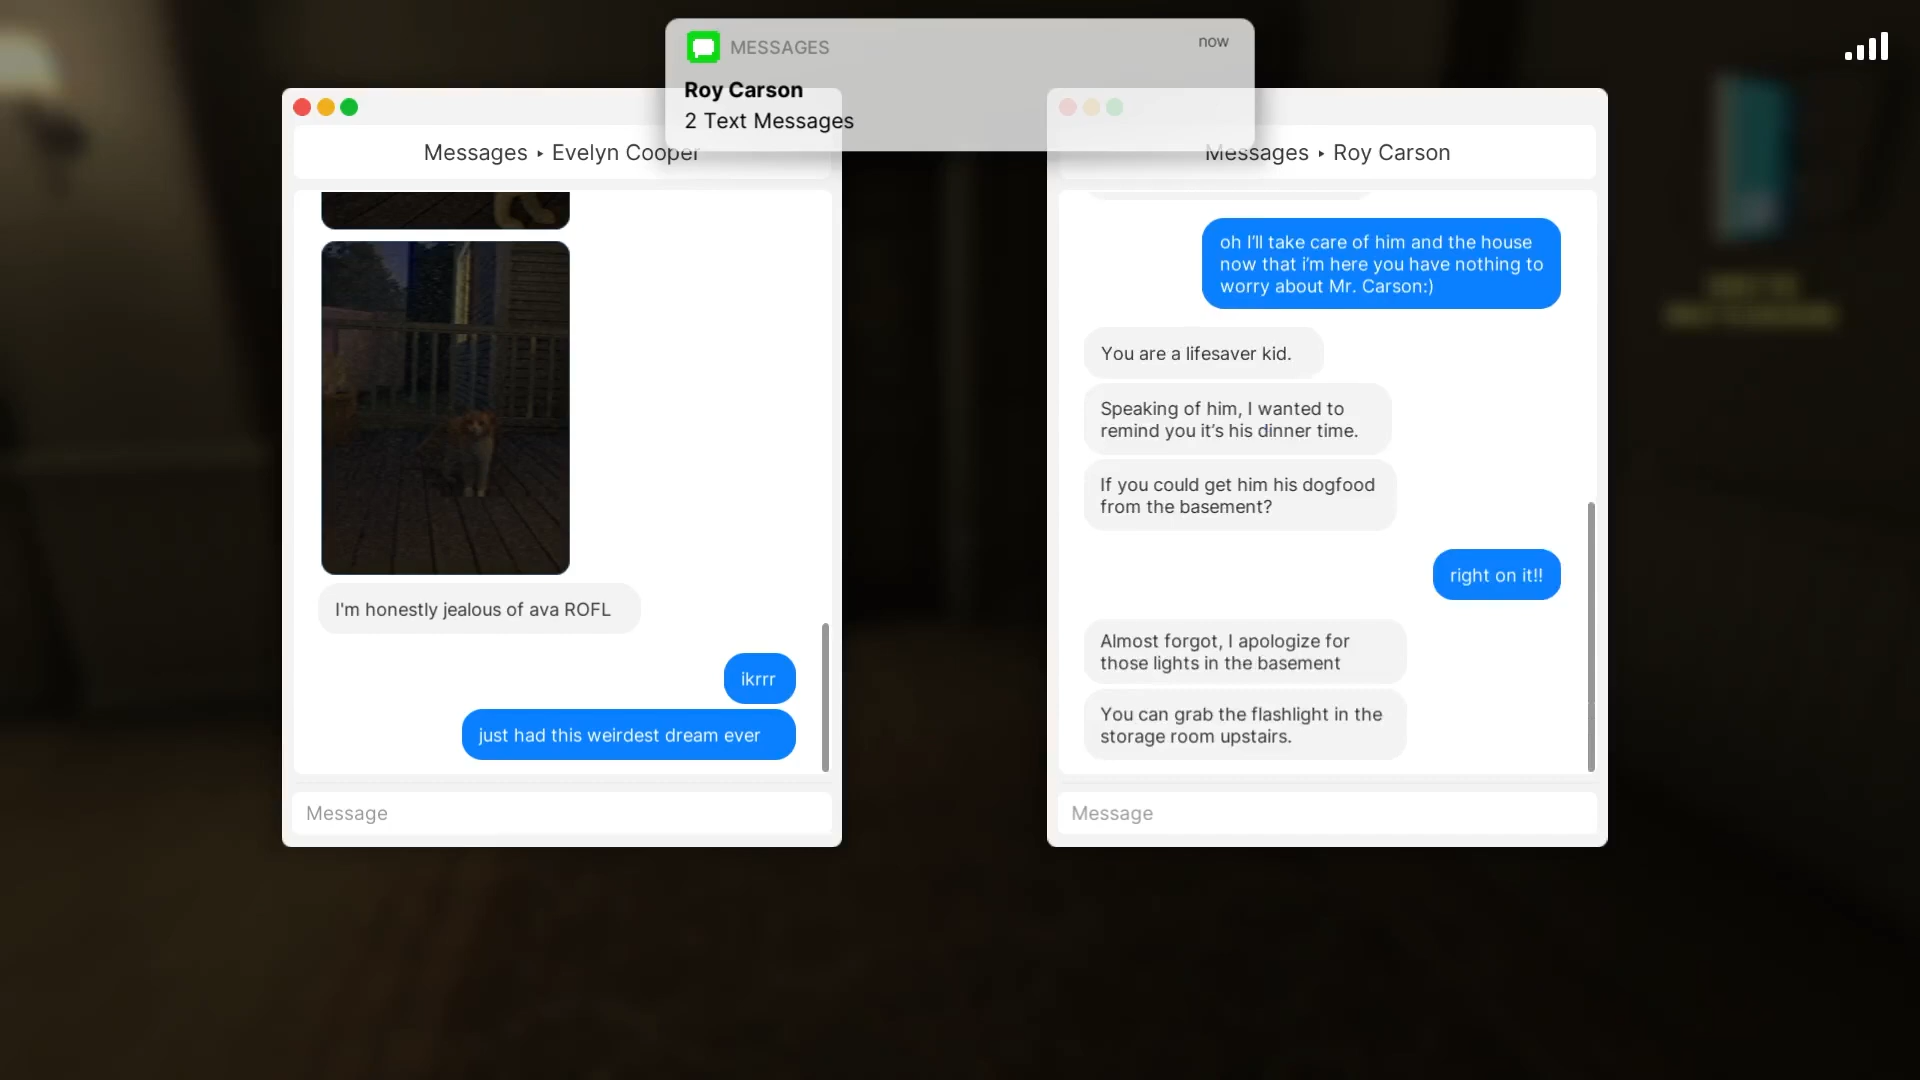 MESSAGES
now
Roy Carson
2 Text Messages
Messages ▸ Evelyn Cooper
I'm honestly jealous of ava ROFL
ikrrr
just had this weirdest dream ever
Message
Messages ▸ Roy Carson
oh I’ll take care of him and the house
now that i’m here you have nothing to
worry about Mr. Carson:)
You are a lifesaver kid.
Speaking of him, I wanted to
remind you it’s his dinner time.
If you could get him his dogfood
from the basement?
right on it!!
Almost forgot, I apologize for
those lights in the basement
You can grab the flashlight in the
storage room upstairs.
Message